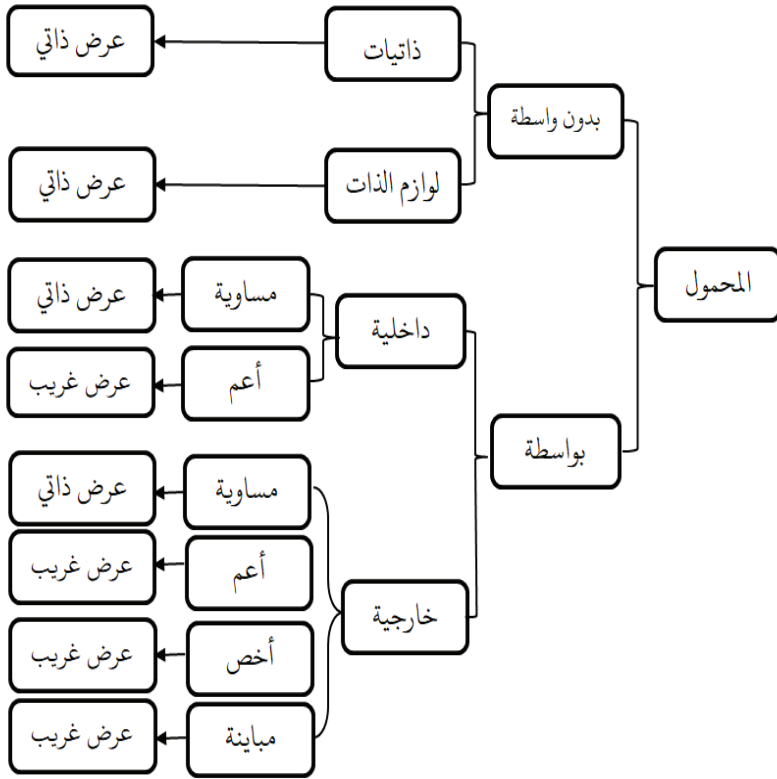 المحمول
بدون واسطة
ذاتيات
عرض ذاتي
لوازم الذات
عرض ذاتي
بواسطة
داخلية
مساوية
عرض ذاتي
أعم
عرض غريب
خارجية
مساوية
عرض ذاتي
أعم
عرض غريب
أخص
عرض غريب
مباينة
عرض غريب